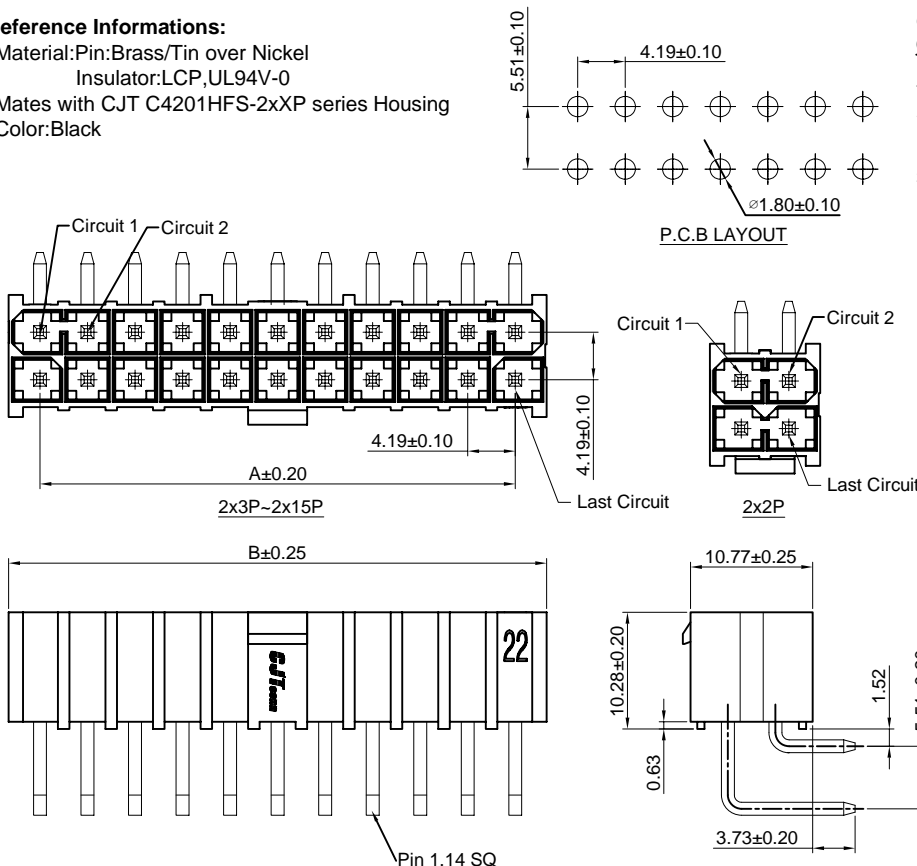 eference Informations:
Material:Pin:Brass/Tin over Nickel
Insulator:LCP,UL94V-0
Mates with CJT C4201HFS-2xXP series Housing
Color:Black
5.51±0.10
4.19±0.10
⌀1.80±0.10
P.C.B LAYOUT
Circuit 1
Circuit 2
4.19±0.10
4.19±0.10
A±0.20
2x3P~2x15P
Last Circuit
Circuit 1
Circuit 2
Last Circuit
2x2P
B±0.25
22
CJTconn
Pin 1.14 SQ
10.77±0.25
10.28±0.20
0.63
1.52
3.73±0.20